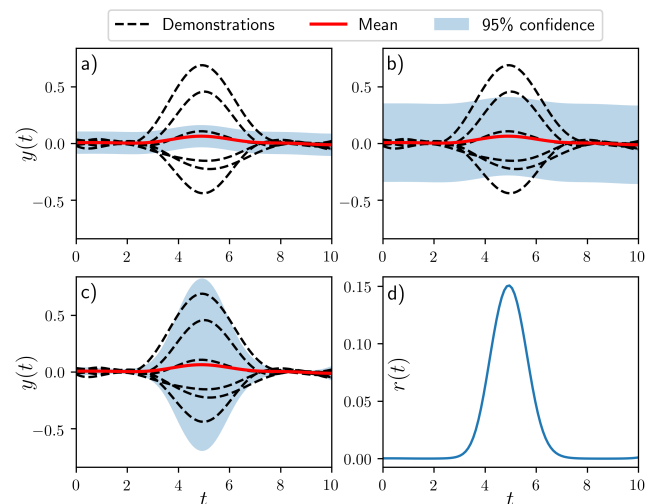 Demonstrations Mean 95% confidence
a) b)
0.5 0.5
0.0 0.0
−0.5 −0.5
y(t) y(t)
0 2 4 6 8 10 0 2 4 6 8 10
c) d)
0.5 0.15
0.10
0.0 0.05
−0.5 0.00
y(t) r(t)
0 2 4 6 8 10 0 2 4 6 8 10
t t